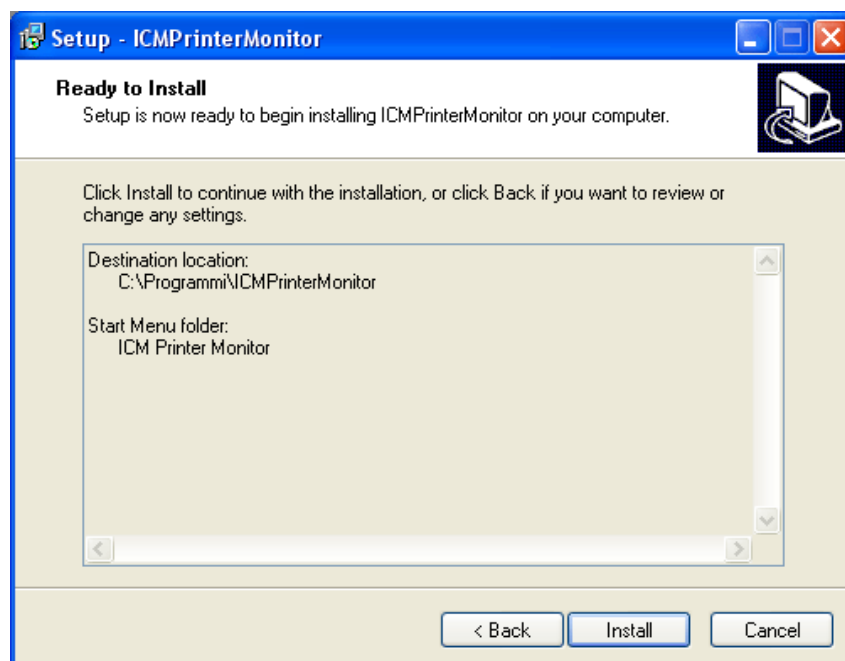 Setup - ICMPrinterMonitor
Ready to Install
Setup is now ready to begin installing ICMPrinterMonitor on your computer.
Click Install to continue with the installation, or click Back if you want to review or
change any settings.
Destination location:
C:\Programmi\ICMPrinterMonitor
Start Menu folder:
ICM Printer Monitor
< Back
Install
Cancel